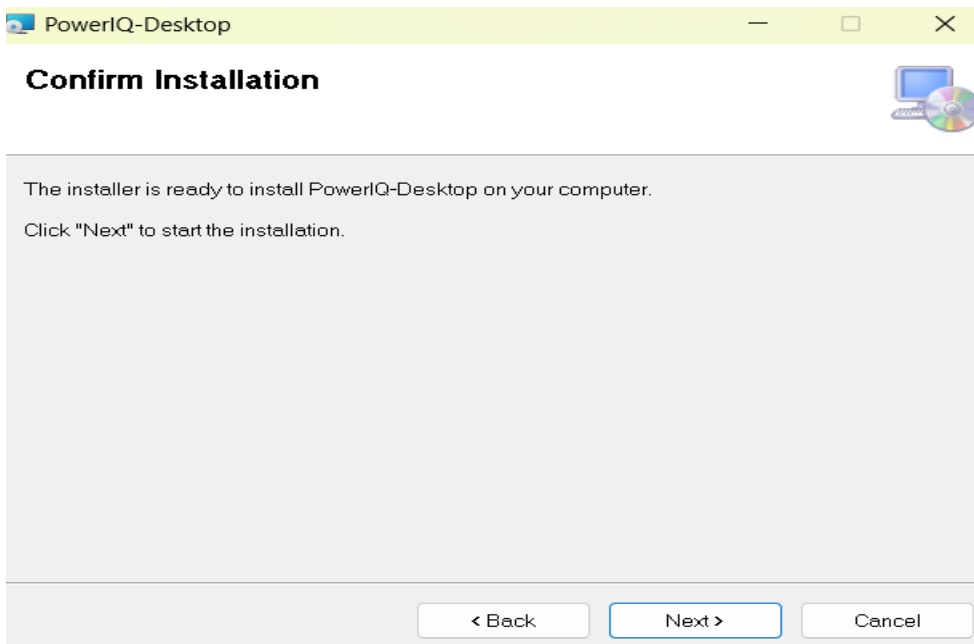 PowerIQ-Desktop
Confirm Installation
The installer is ready to install PowerIQ-Desktop on your computer.
Click "Next" to start the installation.
< Back
Next >
Cancel